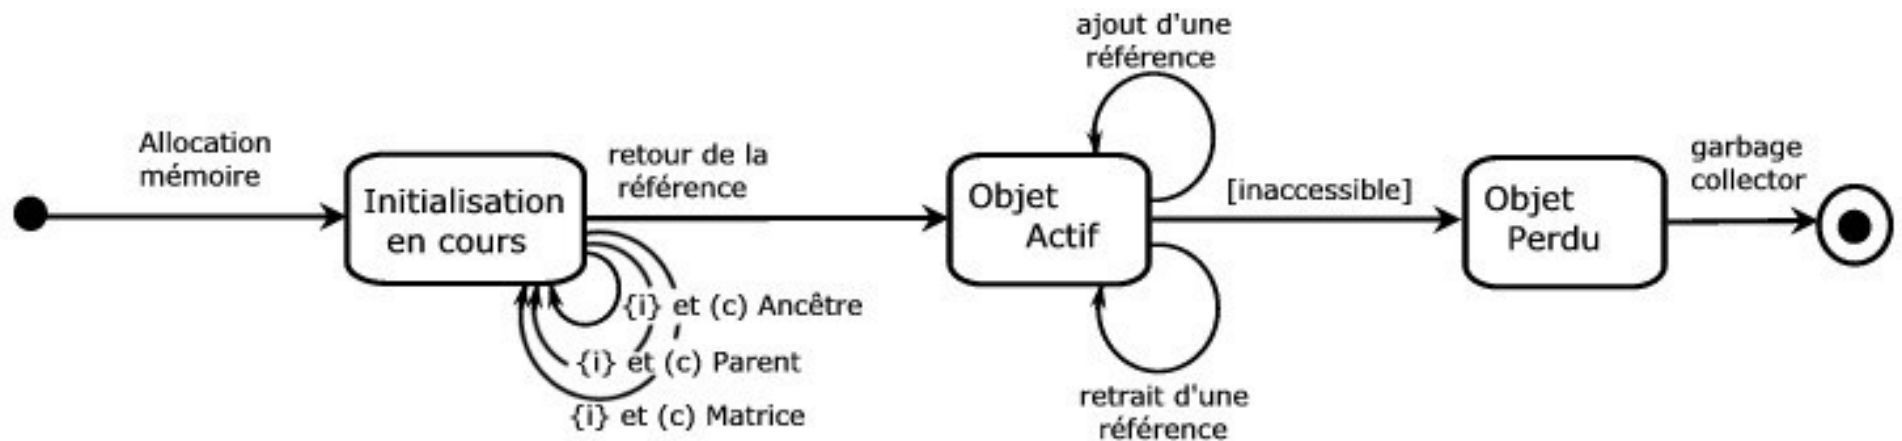 Allocation
mémoire
Initialisation
en cours
retour de la
référence
{i} et (c) Ancêtre
{i} et (c) Parent
{i} et (c) Matrice
ajout d'une
référence
Objet
Actif
retrait d'une
référence
[inaccessible]
Objet
Perdu
garbage
collector